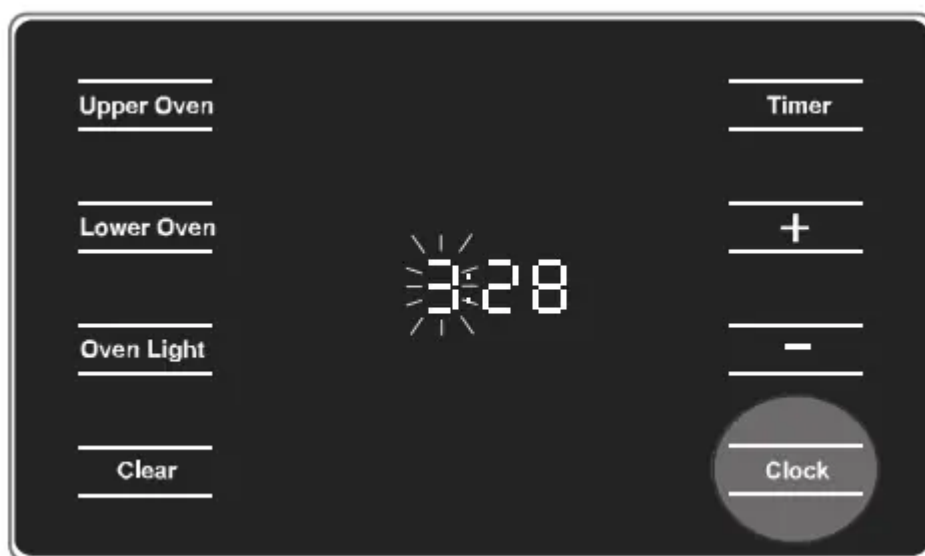 Upper Oven
Lower Oven
Oven Light
Clear
3:28
Timer
+
-
Clock